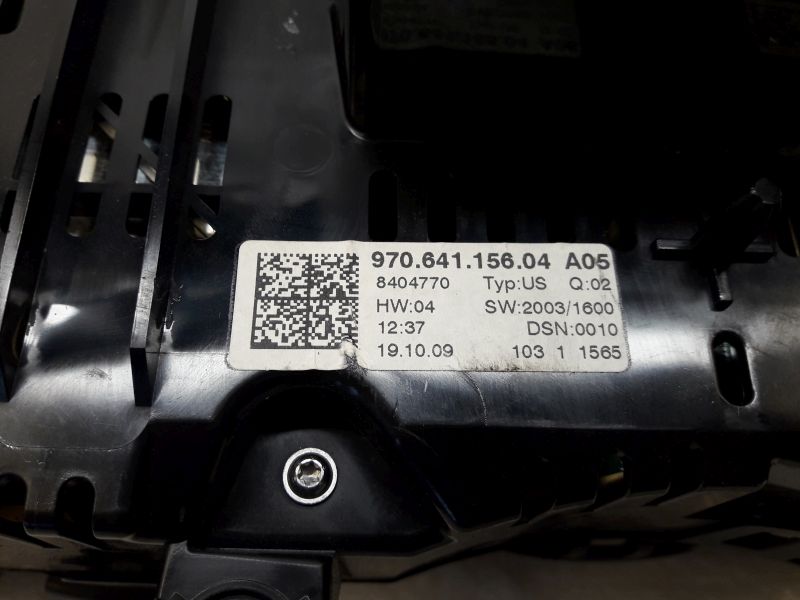 970.641.156.04 A05
8404770 Typ:US Q:02
HW:04 SW:2003/1600
12:37 DSN:0010
19.10.09 103 1 1565